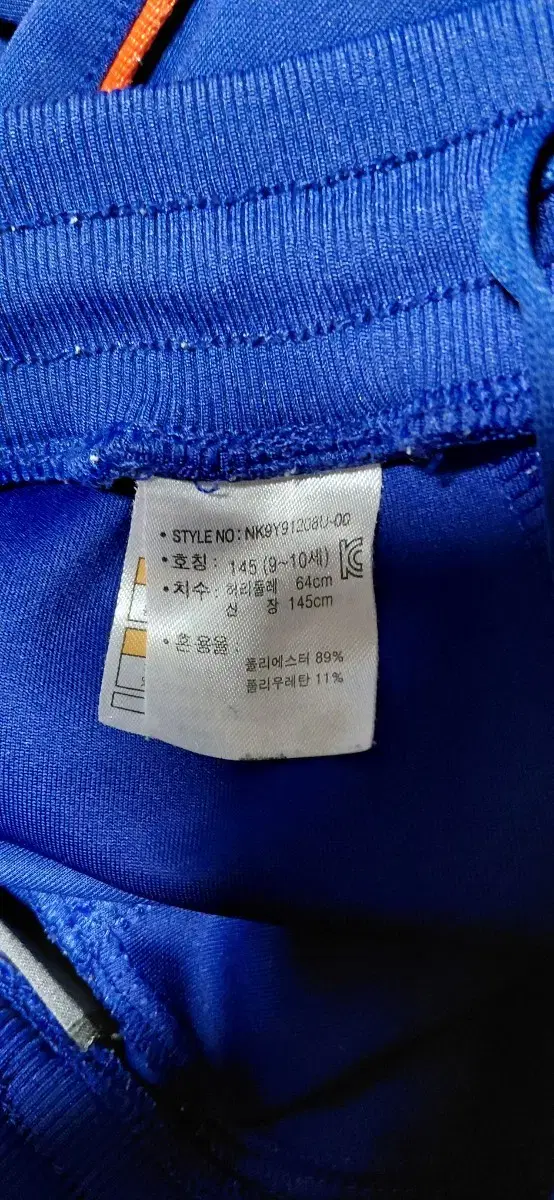 • STYLE NO : NK9Y91208U-00
• 호칭 : 145 (9~10세)
• 치수 : 허리둘레 64cm
신 장 145cm
• 혼용율
폴리에스터 89%
폴리우레탄 11%